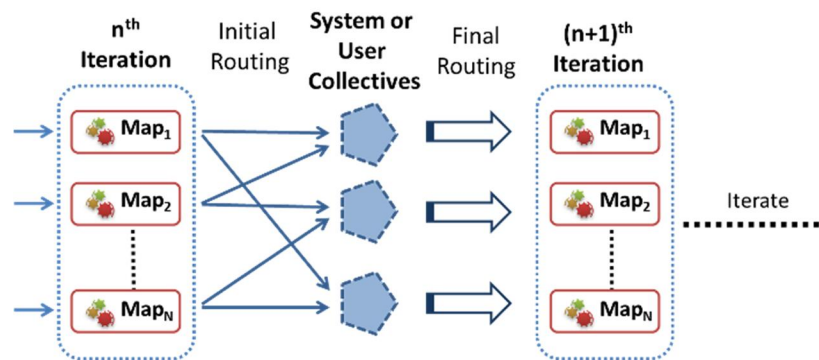 nth
Iteration
Initial
Routing
System or
User
Collectives
Final
Routing
(n+1)th
Iteration
Map1
Map2
MapN
Map1
Map2
MapN
Iterate